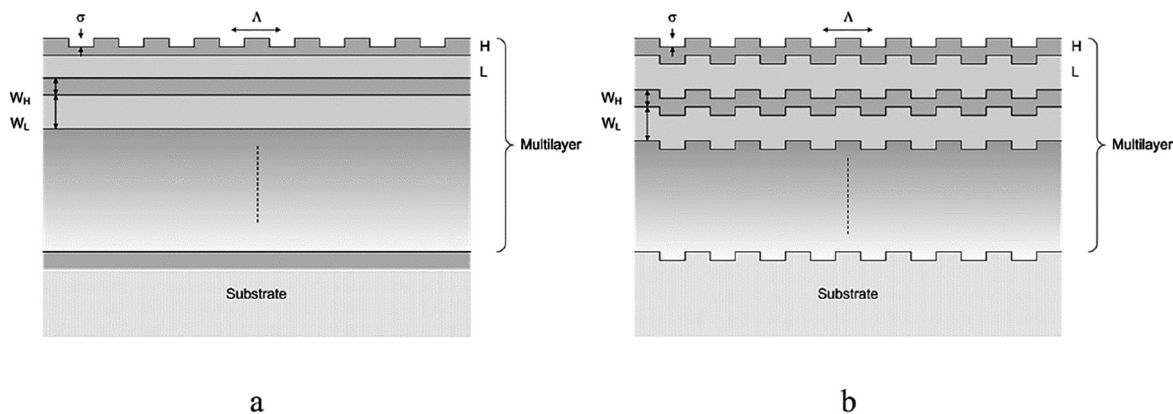 σ
Λ
H
L
W_H
W_L
Multilayer
Substrate
a
σ
Λ
H
L
W_H
W_L
Multilayer
Substrate
b